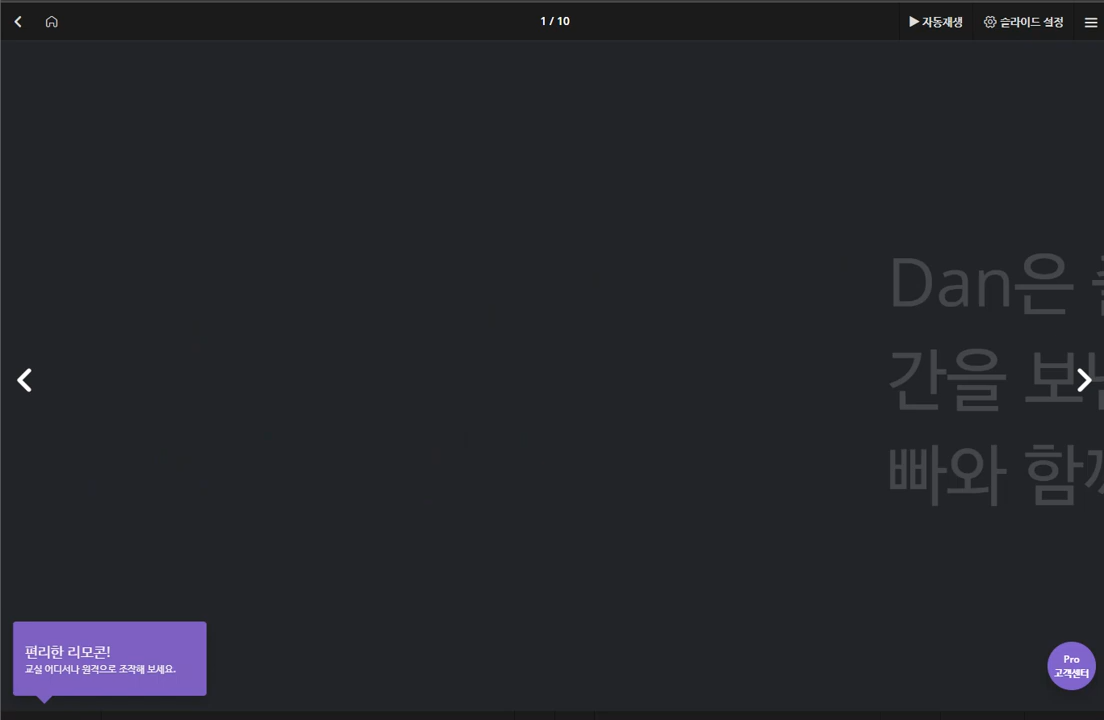 1 / 10
자동재생
슬라이드 설정
Dan은
간을 보
빠와 함
편리한 리모콘!
교실 어디서나 원격으로 조작해 보세요.
Pro
고객센터